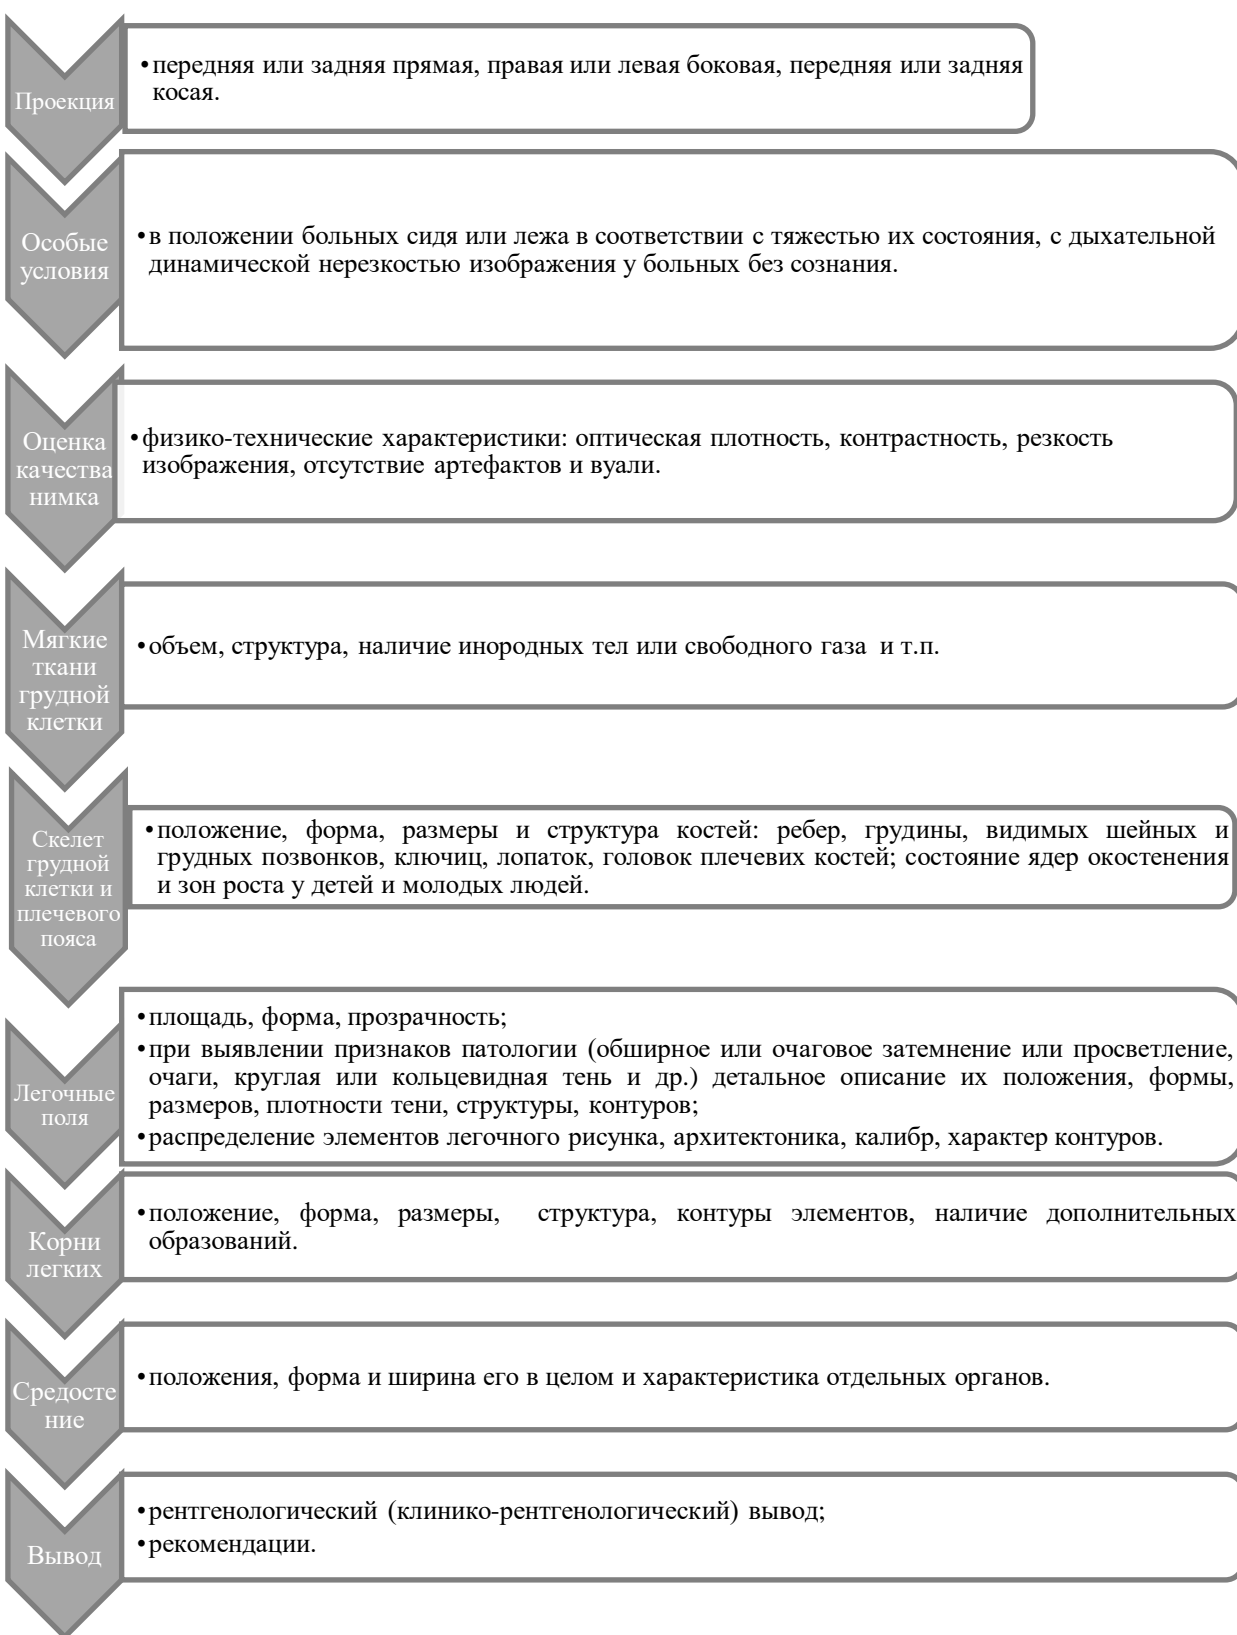 Проекция
•передняя или задняя прямая, правая или левая боковая, передняя или задняя
косая.
Особые
условия
•в положении больных сидя или лежа в соответствии с тяжестью их состояния, с дыхательной
динамической нерезкостью изображения у больных без сознания.
Оценка
качества
нимка
•физико-технические характеристики: оптическая плотность, контрастность, резкость
изображения, отсутствие артефактов и вуали.
Мягкие
ткани
грудной
клетки
•объем, структура, наличие инородных тел или свободного газа и т.п.
Скелет
грудной
клетки и
плечевого
пояса
•положение, форма, размеры и структура костей: ребер, грудины, видимых шейных и
грудных позвонков, ключиц, лопаток, головок плечевих костей; состояние ядер окостенения
и зон роста у детей и молодых людей.
Легочные
поля
•площадь, форма, прозрачность;
•при выявлении признаков патологии (обширное или очаговое затемнение или просветление,
очаги, круглая или кольцевидная тень и др.) детальное описание их положения, формы,
размеров, плотности тени, структуры, контуров;
•распределение элементов легочного рисунка, архитектоника, калибр, характер контуров.
Корни
легких
•положение, форма, размеры, структура, контуры элементов, наличие дополнительных
образований.
Средосте
ние
•положения, форма и ширина его в целом и характеристика отдельных органов.
Вывод
•рентгенологический (клинико-рентгенологический) вывод;
•рекомендации.